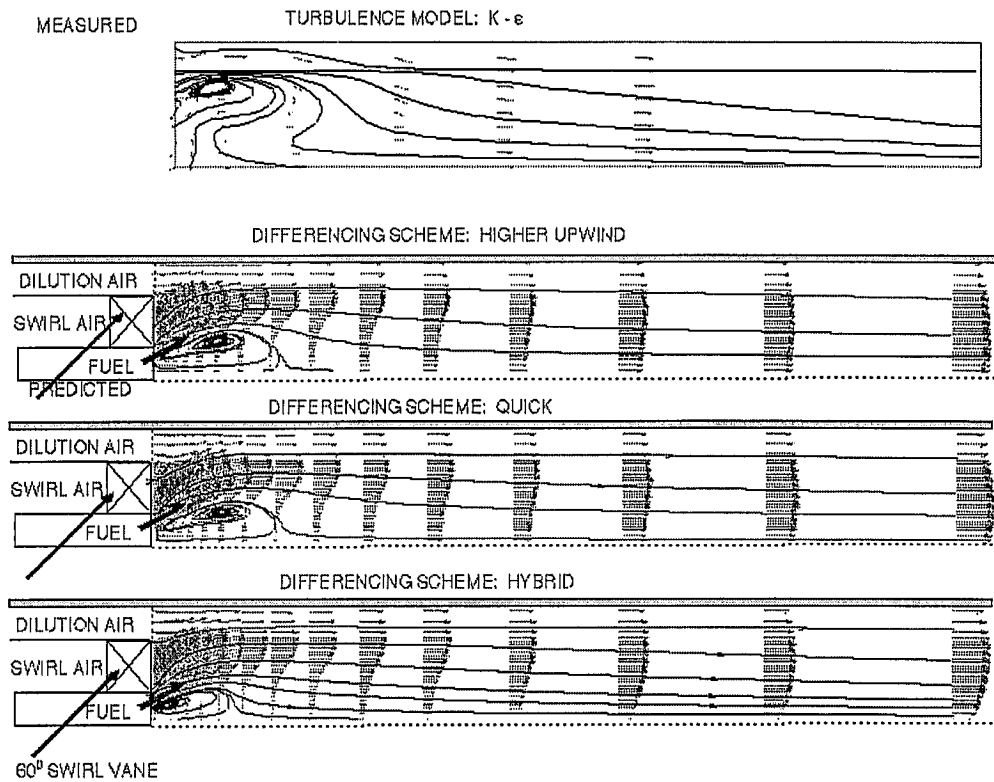 MEASURED
TURBULENCE MODEL: K - ε
DIFFERENCING SCHEME: HIGHER UPWIND
DILUTION AIR
SWIRL AIR
FUEL
PREDICTED
DIFFERENCING SCHEME: QUICK
DILUTION AIR
SWIRL AIR
FUEL
DIFFERENCING SCHEME: HYBRID
DILUTION AIR
SWIRL AIR
FUEL
60⁰ SWIRL VANE